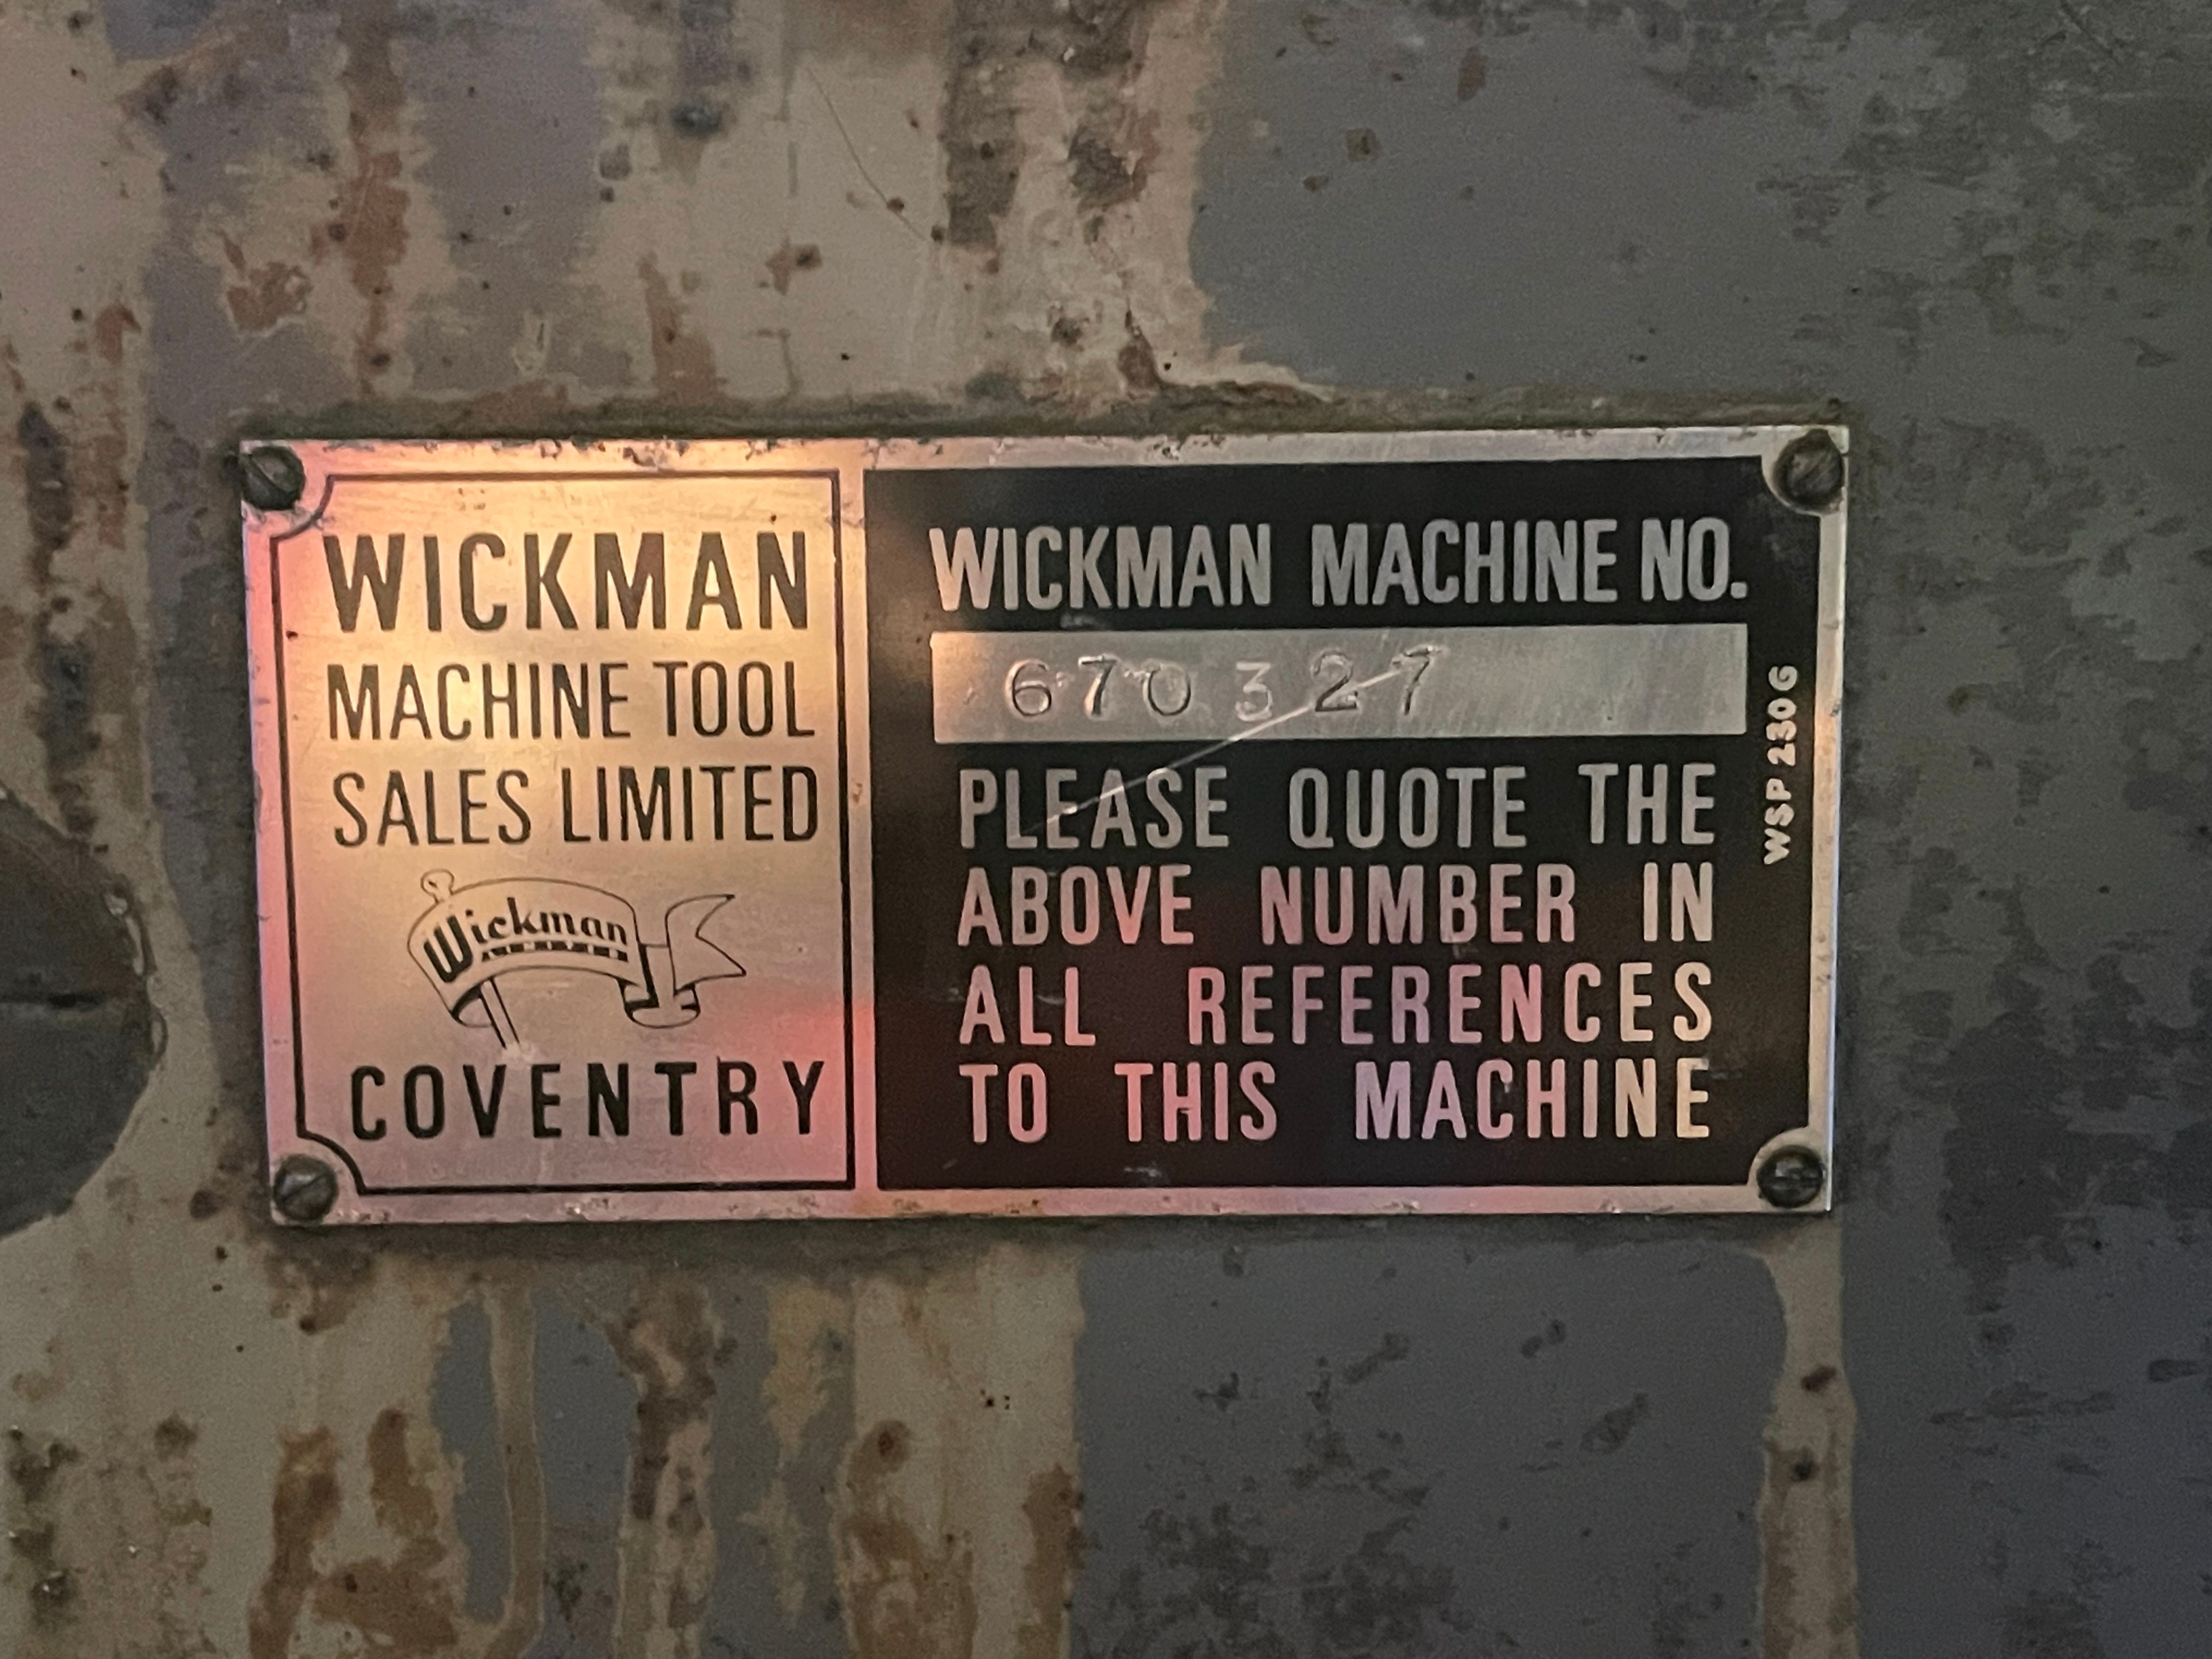 WICKMAN
MACHINE TOOL
SALES LIMITED
Wickman
COVENTRY
WICKMAN MACHINE NO.
670327
PLEASE QUOTE THE
ABOVE NUMBER IN
ALL REFERENCES
TO THIS MACHINE
WSP 230G